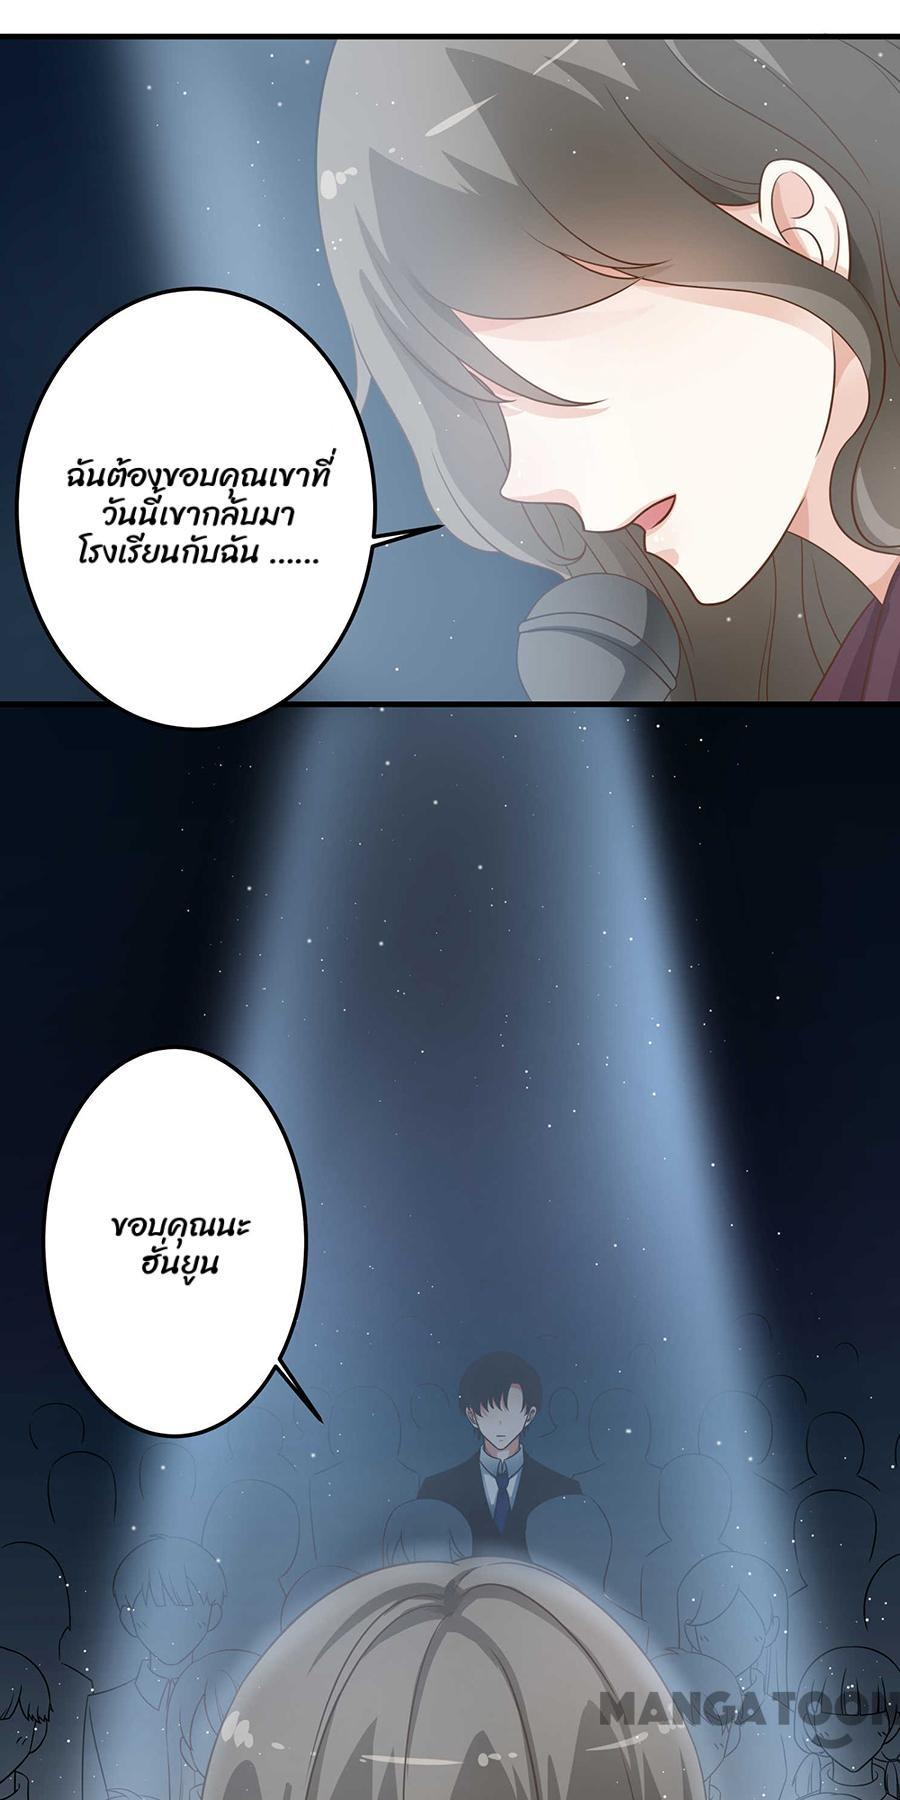 ฉันต้องขอบคุณเขาที่
วันนี้เขากลับมา
โรงเรียนกับฉัน ......
ขอบคุณนะ
ฮั่นยูน
MANGA TOON